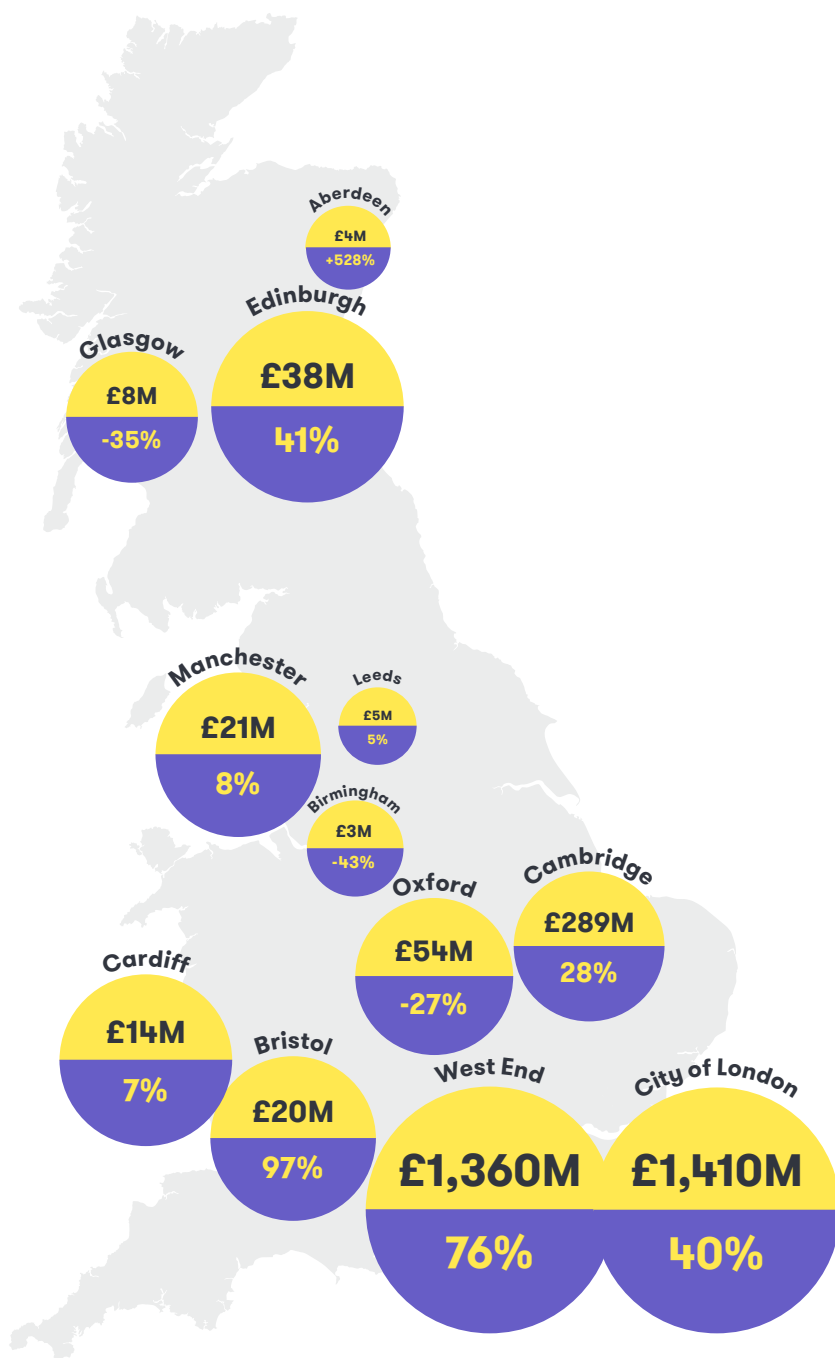 Aberdeen
£4M
+528%
Edinburgh
£38M
41%
Glasgow
£8M
-35%
Manchester
£21M
8%
Leeds
£5M
5%
Birmingham
£3M
-43%
Oxford
£54M
-27%
Cambridge
£289M
28%
Cardiff
£14M
7%
Bristol
£20M
97%
West End
£1,360M
76%
City of London
£1,410M
40%